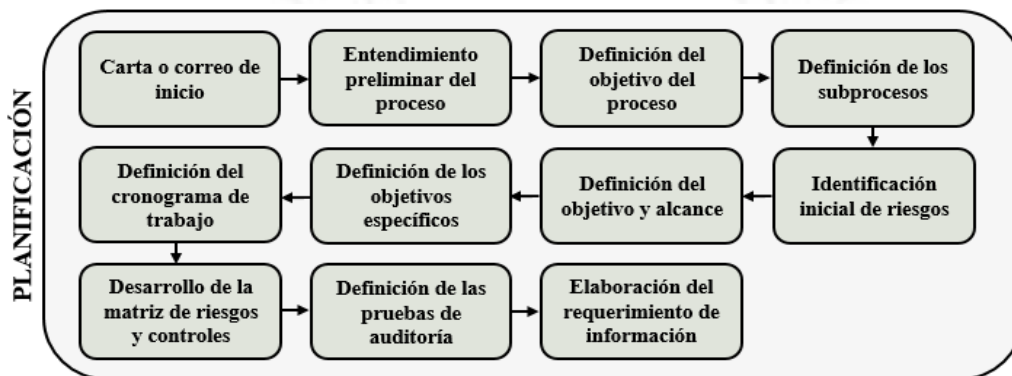 PLANIFICACIÓN
Carta o correo de
inicio
Entendimiento
preliminar del
proceso
Definición del
objetivo del
proceso
Definición de los
subprocesos
Identificación
inicial de riesgos
Definición del
objetivo y alcance
Definición de los
objetivos
específicos
Definición del
cronograma de
trabajo
Desarrollo de la
matriz de riesgos
y controles
Definición de las
pruebas de
auditoría
Elaboración del
requerimiento de
información